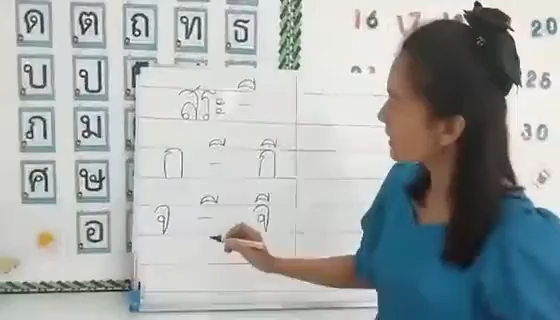 ด ต ถ ท ธ
บ ป
ภ ม
ศ ษ
อ
สระ -ี
ก -ี กี
จ -ี จี
16 17 20
30